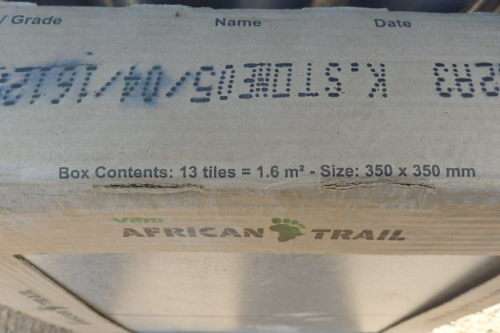 / Grade Name Date
K.STONE05/04/16
Box Contents: 13 tiles = 1.6 m² - Size: 350 x 350 mm
AFRICAN TRAIL